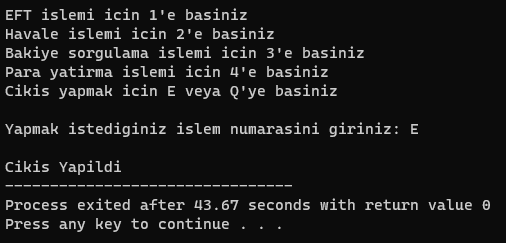 EFT islemi icin 1'e basiniz
Havale islemi icin 2'e basiniz
Bakiye sorgulama islemi icin 3'e basiniz
Para yatirma islemi icin 4'e basiniz
Cikis yapmak icin E veya Q'ye basiniz
Yapmak istediginiz islem numarasini giriniz: E
Cikis Yapildi
--------------------------------
Process exited after 43.67 seconds with return value 0
Press any key to continue . . .